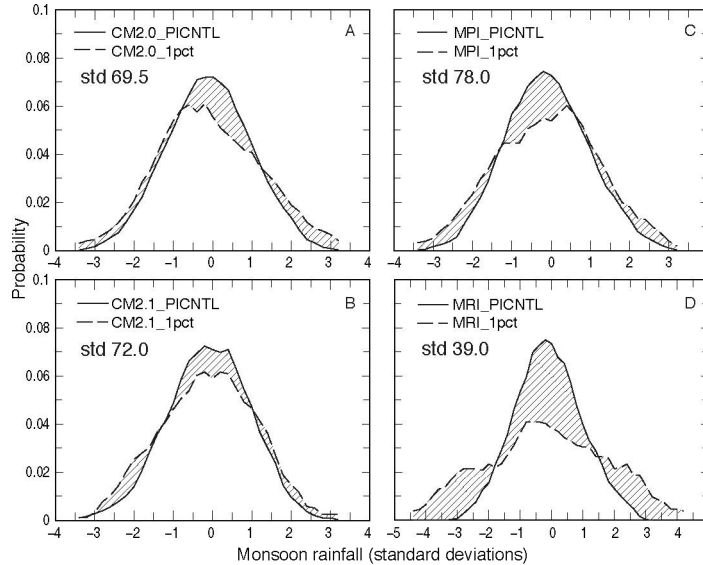 Probability
0.1
0.08
0.06
0.04
0.02
0
CM2.0_PICNTL
CM2.0_1pct
std 69.5
A
−4 −3 −2 −1 0 1 2 3 4
MPI_PICNTL
MPI_1pct
std 78.0
C
−4 −3 −2 −1 0 1 2 3
0.1
0.08
0.06
0.04
0.02
0
CM2.1_PICNTL
CM2.1_1pct
std 72.0
B
−4 −3 −2 −1 0 1 2 3 4
MRI_PICNTL
MRI_1pct
std 39.0
D
−4 −3 −2 −1 0 1 2 3 4
Monsoon rainfall (standard deviations)